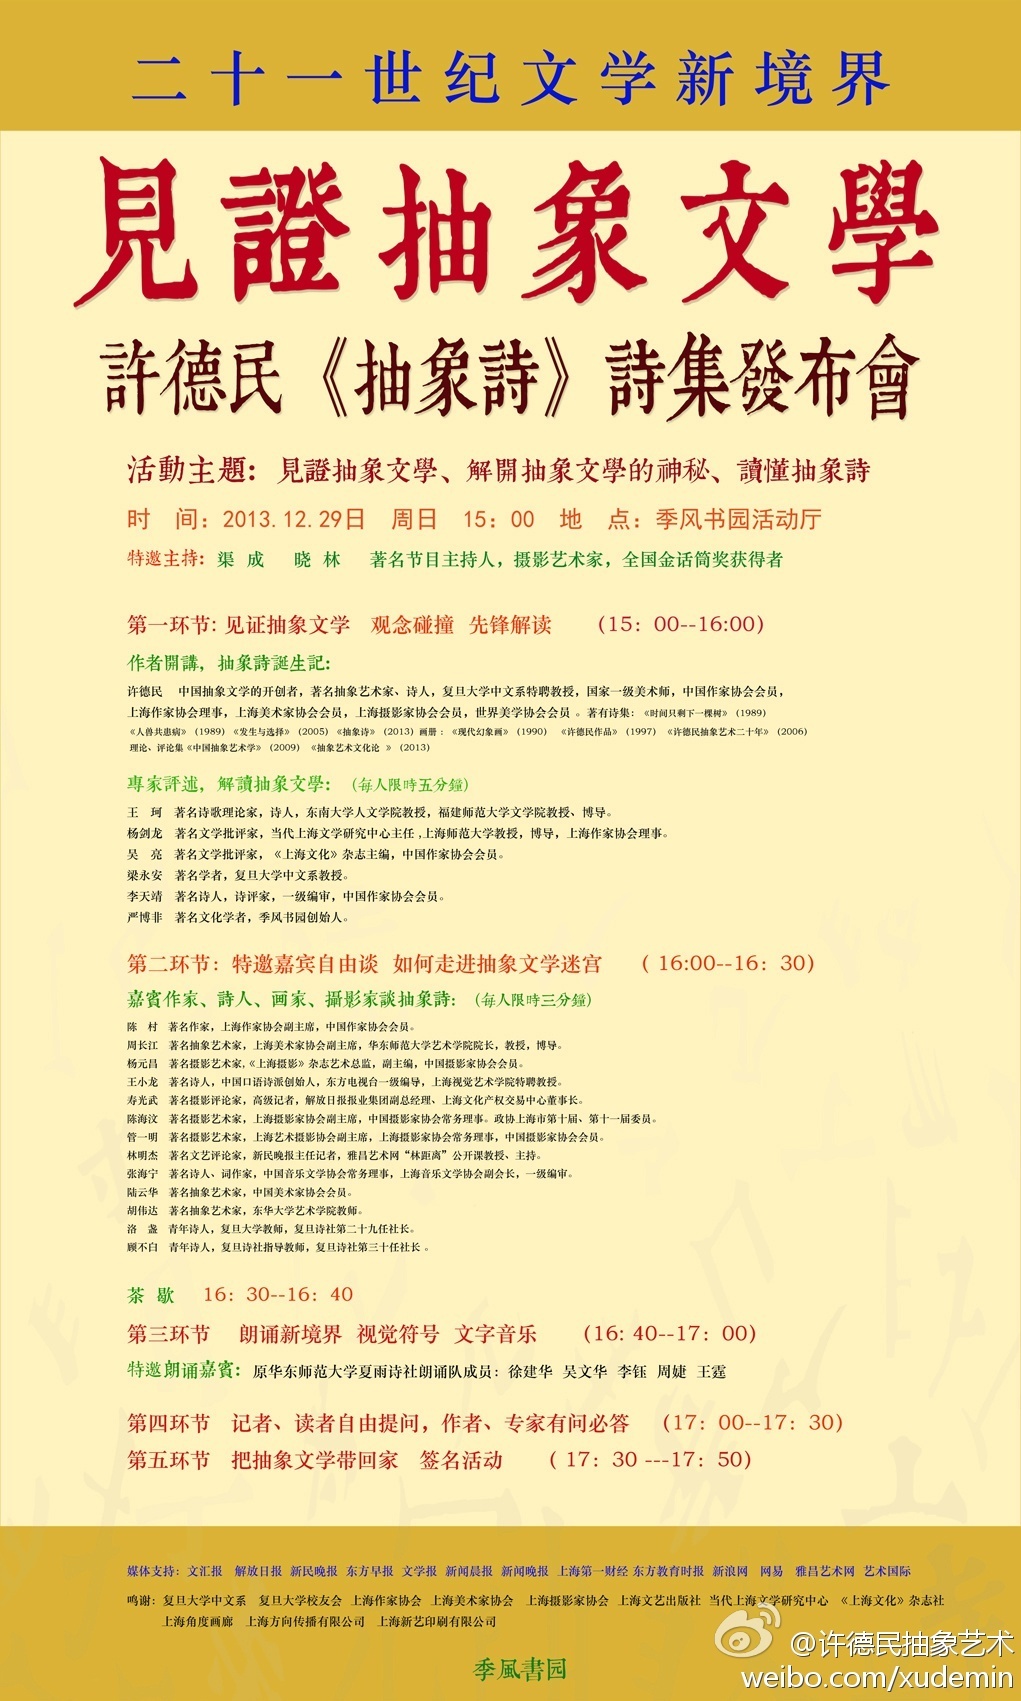 二十一世纪文学新境界
見證抽象文學
許德民《抽象詩》詩集發布會
活動主題：見證抽象文學、解開抽象文學的神秘、讀懂抽象詩
时 间：2013.12.29日 周日 15：00 地 点：季风书园活动厅
特邀主持：渠 成 晓 林 著名节目主持人，摄影艺术家，全国金话筒奖获得者
第一环节：见证抽象文学 观念碰撞 先锋解读 （15：00--16:00）
作者開講，抽象詩誕生記：
许德民 中国抽象文学的开创者，著名抽象艺术家、诗人，复旦大学中文系特聘教授，国家一级美术师，中国作家协会会员，
上海作家协会理事，上海美术家协会会员，上海摄影家协会会员，世界美学协会会员 。著有诗集：《时间只剩下一棵树》（1989）
《人兽共患病》（1989）《发生与选择》（2005）《抽象诗》（2013）画册：《现代幻象画》（1990） 《许德民作品》（1997） 《许德民抽象艺术二十年》（2006）
理论、评论集《中国抽象艺术学》（2009） 《抽象艺术文化论 》（2013）
專家評述，解讀抽象文學：（每人限時五分鐘）
王 珂 著名诗歌理论家，诗人，东南大学人文学院教授，福建师范大学文学院教授、博导。
杨剑龙 著名文学批评家，当代上海文学研究中心主任 ,上海师范大学教授，博导，上海作家协会理事。
吴 亮 著名文学批评家，《上海文化》杂志主编，中国作家协会会员。
梁永安 著名学者，复旦大学中文系教授。
李天靖 著名诗人，诗评家，一级编审，中国作家协会会员。
严博非 著名文化学者，季风书园创始人。
第二环节：特邀嘉宾自由谈 如何走进抽象文学迷宫 （ 16:00--16：30）
嘉賓作家、詩人、画家、攝影家談抽象詩：（每人限時三分鐘）
陈 村 著名作家，上海作家协会副主席，中国作家协会会员。
周长江 著名抽象艺术家，上海美术家协会副主席，华东师范大学艺术学院院长，教授，博导。
杨元昌 著名摄影艺术家，《上海摄影》杂志艺术总监，副主编，中国摄影家协会会员。
王小龙 著名诗人，中国口语诗派创始人，东方电视台一级编导，上海视觉艺术学院特聘教授。
寿光武 著名摄影评论家，高级记者，解放日报报业集团副总经理、上海文化产权交易中心董事长。
陈海汶 著名摄影艺术家，上海摄影家协会副主席，中国摄影家协会常务理事。政协上海市第十届、第十一届委员。
管一明 著名摄影艺术家，上海艺术摄影协会副主席，上海摄影家协会常务理事，中国摄影家协会会员。
林明杰 著名文艺评论家，新民晚报主任记者，雅昌艺术网“林距离”公开课教授、主持。
张海宁 著名诗人、词作家，中国音乐文学协会常务理事，上海音乐文学协会副会长，一级编审。
陆云华 著名抽象艺术家，中国美术家协会会员。
胡伟达 著名抽象艺术家，东华大学艺术学院教师。
洛 盏 青年诗人，复旦大学教师，复旦诗社第二十九任社长。
顾不白 青年诗人，复旦诗社指导教师，复旦诗社第三十任社长 。
茶 歇 16：30--16：40
第三环节 朗诵新境界 视觉符号 文字音乐 （16: 40--17：00）
特邀朗诵嘉賓：原华东师范大学夏雨诗社朗诵队成员：徐建华 吴文华 李钰 周婕 王霆
第四环节 记者、读者自由提问，作者、专家有问必答 （17：00--17：30）
第五环节 把抽象文学带回家 签名活动 （ 17：30 ---17：50）
媒体支持：文汇报 解放日报 新民晚报 东方早报 文学报 新闻晨报 新闻晚报 上海第一财经 东方教育时报 新浪网 网易 雅昌艺术网 艺术国际
鸣谢：复旦大学中文系 复旦大学校友会 上海作家协会 上海美术家协会 上海摄影家协会 上海文艺出版社 当代上海文学研究中心 《上海文化》杂志社
上海角度画廊 上海方向传播有限公司 上海新艺印刷有限公司
季風書园
@许德民抽象艺术
weibo.com/xudemin